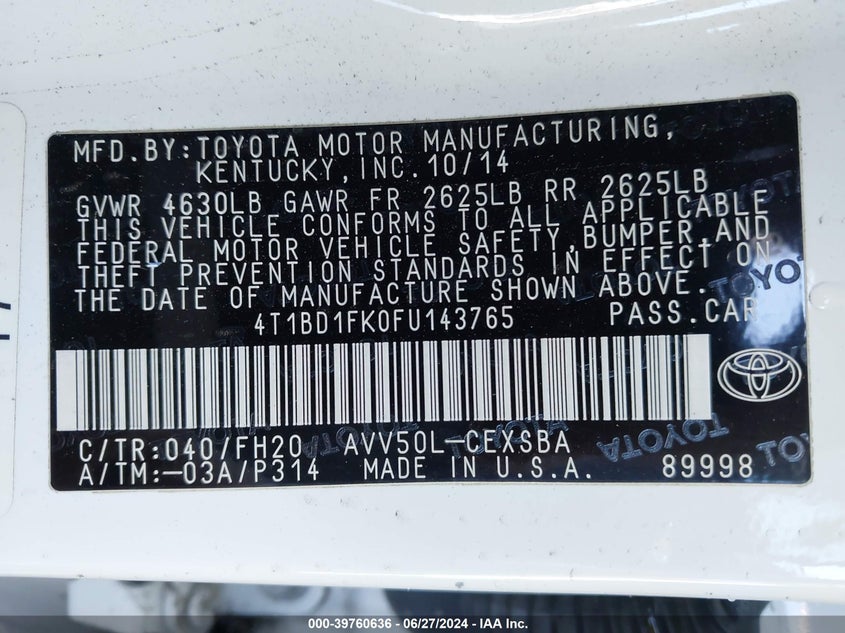 MFD.BY:TOYOTA MOTOR MANUFACTURING,
KENTUCKY,INC.10/14
GVWR 4630LB GAWR FR 2625LB RR 2625LB
THIS VEHICLE CONFORMS TO ALL APPLICABLE
FEDERAL MOTOR VEHICLE SAFETY,BUMPER,AND
THEFT PREVENTION STANDARDS IN EFFECT ON
THE DATE OF MANUFACTURE SHOWN ABOVE.
4T1BD1FK0FU143765 PASS.CAR
C/TR:040/FH20 AVV50L-CEXSBA
A/TM:-03A/P314 MADE IN U.S.A. 89998
TOYOTA
000-39760636 - 06/27/2024 - IAA Inc.